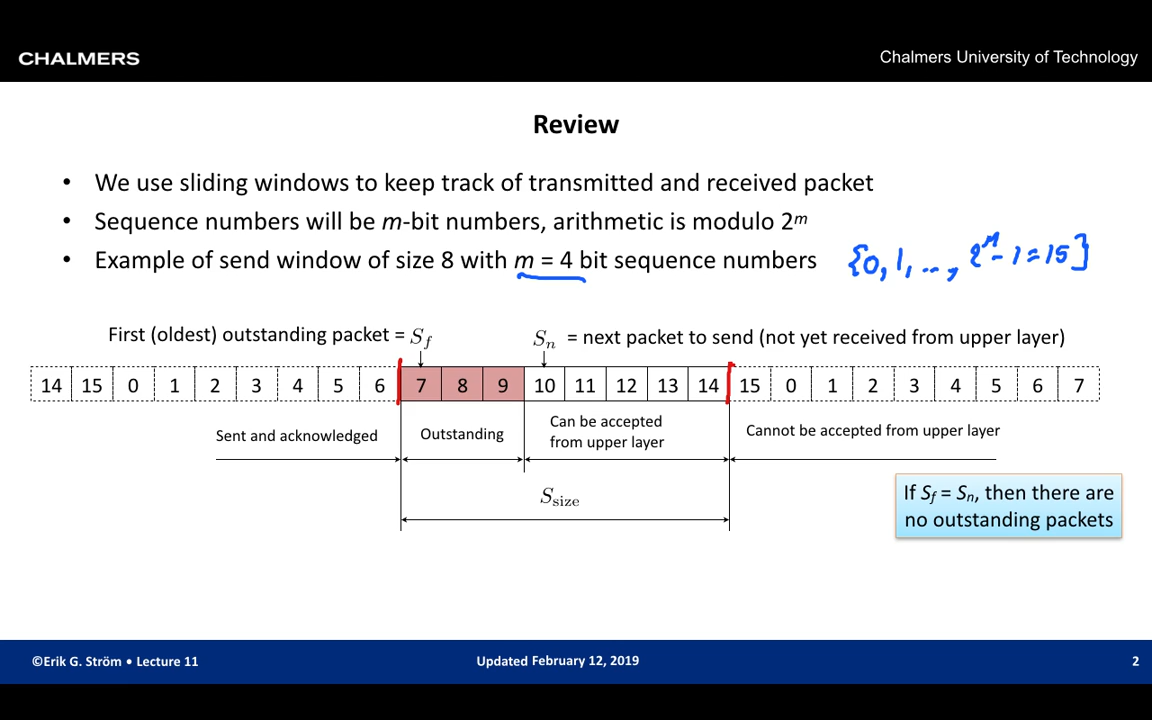 CHALMERS
Chalmers University of Technology
Review
• We use sliding windows to keep track of transmitted and received packet
• Sequence numbers will be m-bit numbers, arithmetic is modulo 2ᵐ
• Example of send window of size 8 with m = 4 bit sequence numbers
{0, 1, .., 2ᴹ - 1 = 15}
First (oldest) outstanding packet = S_f
S_n = next packet to send (not yet received from upper layer)
14 15 0 1 2 3 4 5 6 7 8 9 10 11 12 13 14 15 0 1 2 3 4 5 6 7
Sent and acknowledged
Outstanding
Can be accepted
from upper layer
Cannot be accepted from upper layer
S_size
If S_f = S_n, then there are
no outstanding packets
©Erik G. Ström • Lecture 11
Updated February 12, 2019
2